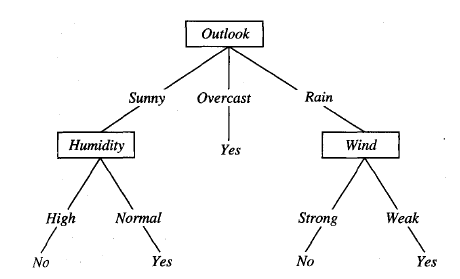 Outlook
Sunny Overcast Rain
Humidity Yes Wind
High Normal Strong Weak
No Yes No Yes